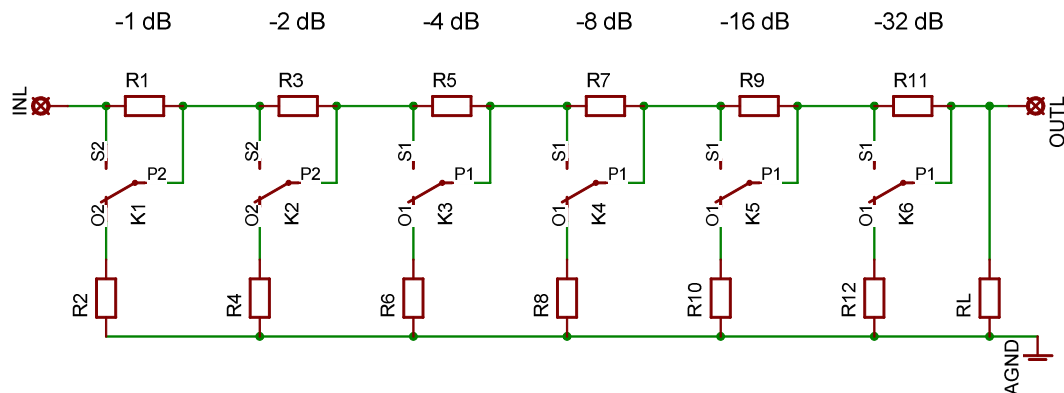 -1 dB -2 dB -4 dB -8 dB -16 dB -32 dB
R1 R3 R5 R7 R9 R11
INL
OUTL
S2 S2 S1 S1 S1 S1
P2 P2 P1 P1 P1 P1
O2 K1 O2 K2 O1 K3 O1 K4 O1 K5 O1 K6
R2 R4 R6 R8 R10 R12 RL
AGND